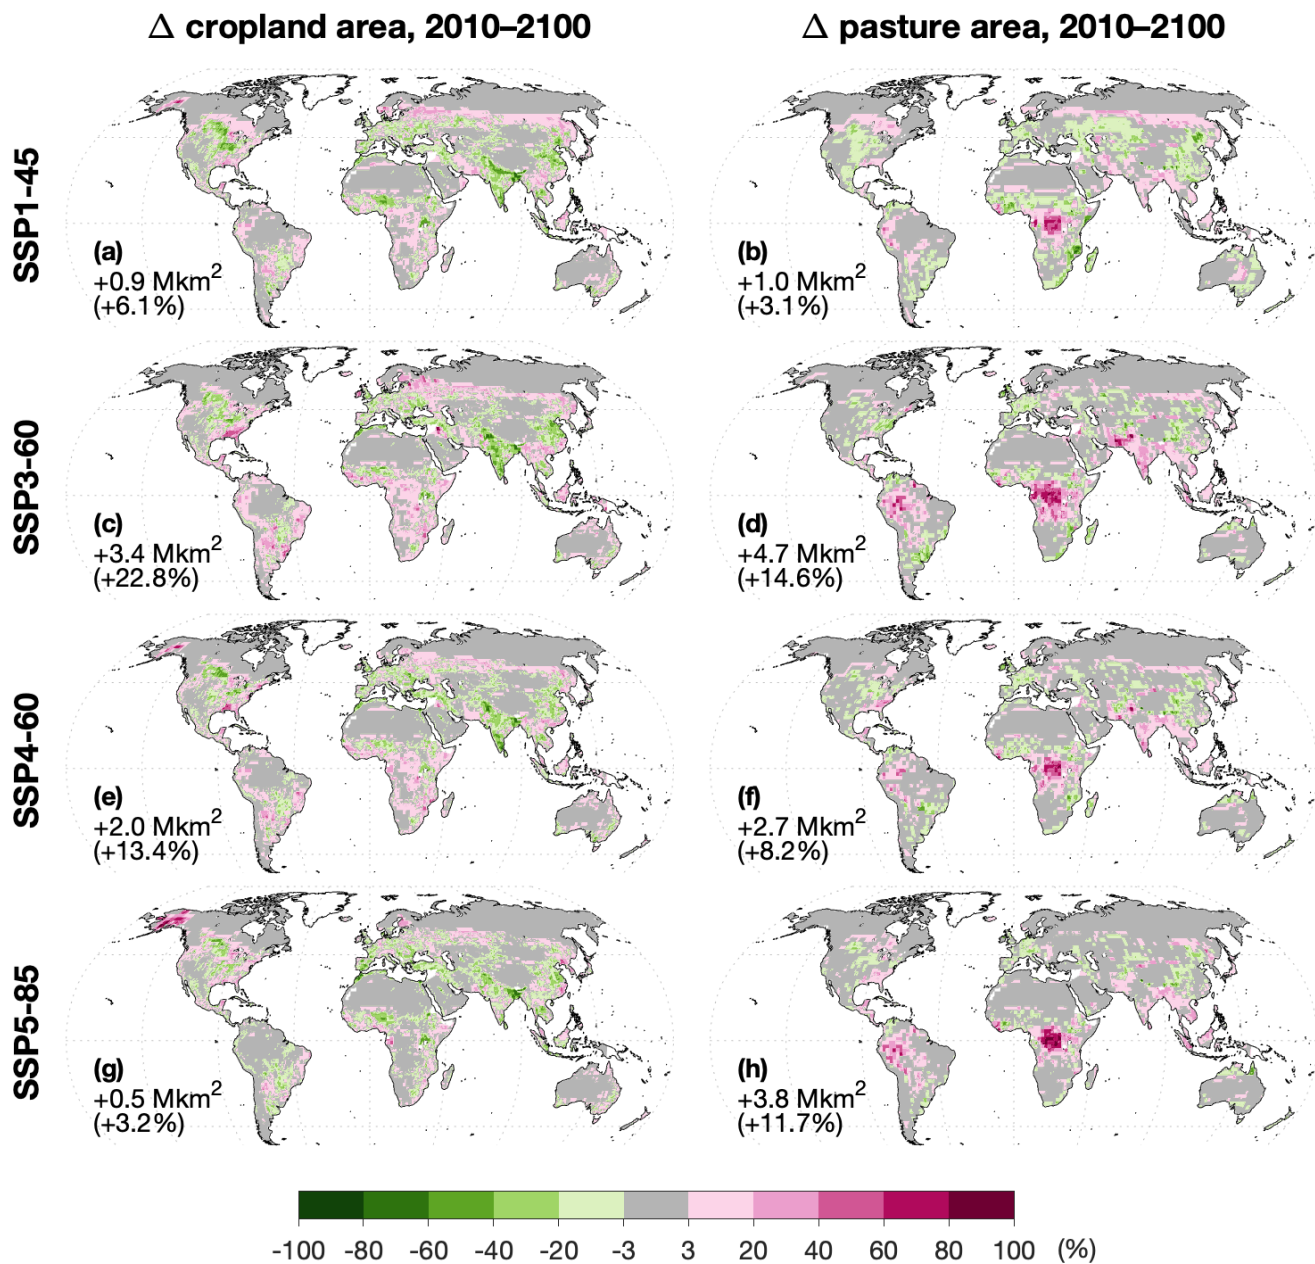 Δ cropland area, 2010–2100
Δ pasture area, 2010–2100
SSP1-45
(a)
+0.9 Mkm²
(+6.1%)
(b)
+1.0 Mkm²
(+3.1%)
SSP3-60
(c)
+3.4 Mkm²
(+22.8%)
(d)
+4.7 Mkm²
(+14.6%)
SSP4-60
(e)
+2.0 Mkm²
(+13.4%)
(f)
+2.7 Mkm²
(+8.2%)
SSP5-85
(g)
+0.5 Mkm²
(+3.2%)
(h)
+3.8 Mkm²
(+11.7%)
-100 -80 -60 -40 -20 -3 3 20 40 60 80 100 (%)